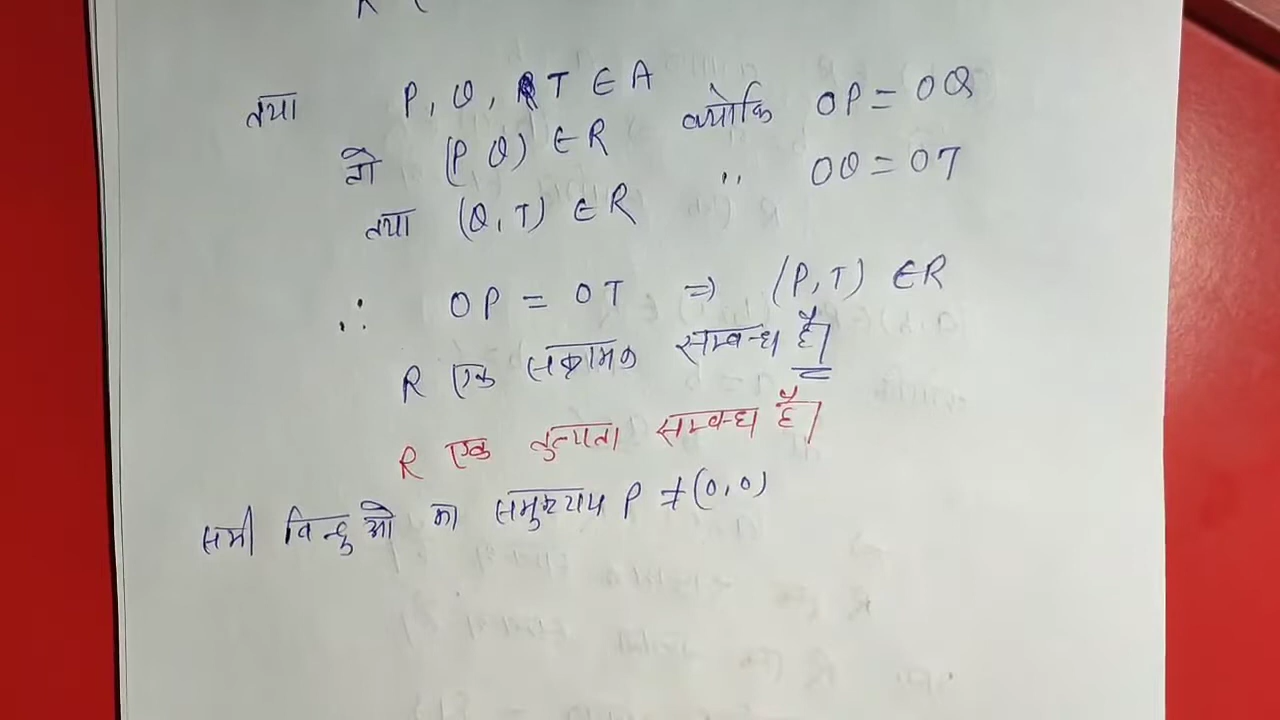 R (
तथा P, Q, T ∈ A
तो (P Q) ∈ R क्योकि OP = OQ
तथा (Q, T) ∈ R ,, OQ = OT
∴ OP = OT ⇒ (P, T) ∈ R
R एक संक्रामक सम्बन्ध है।
R एक तुल्यता सम्बन्ध है।
सभी बिन्दुओ का समुच्चय P ≠ (0,0)